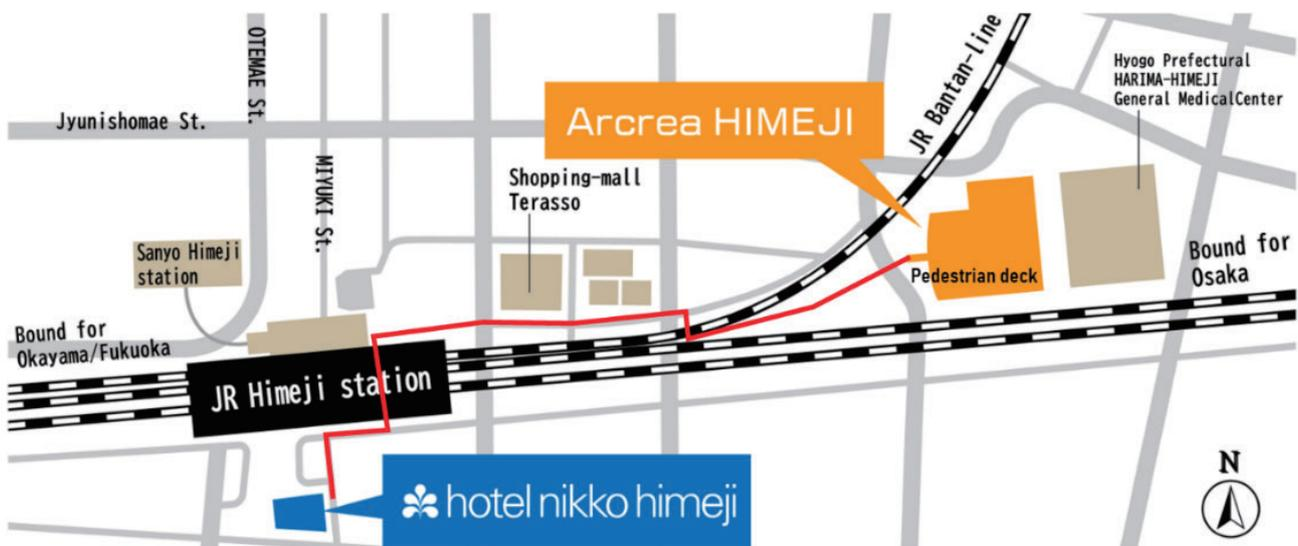 OTEMAE St.
Jyunishomae St.
MIYUKI St.
Arcrea HIMEJI
JR Bantan-line
Hyogo Prefectural
HARIMA-HIMEJI
General MedicalCenter
Shopping-mall
Terasso
Sanyo Himeji
station
Pedestrian deck
Bound for
Osaka
Bound for
Okayama/Fukuoka
JR Himeji station
hotel nikko himeji
N